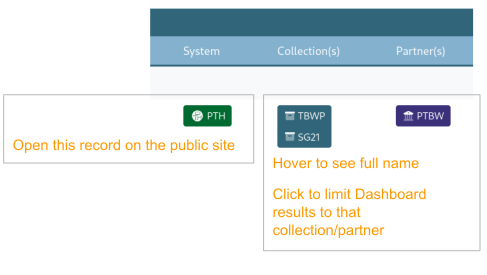 System Collection(s) Partner(s)
PTH TBWP PTBW
SG21
Open this record on the public site
Hover to see full name
Click to limit Dashboard
results to that
collection/partner